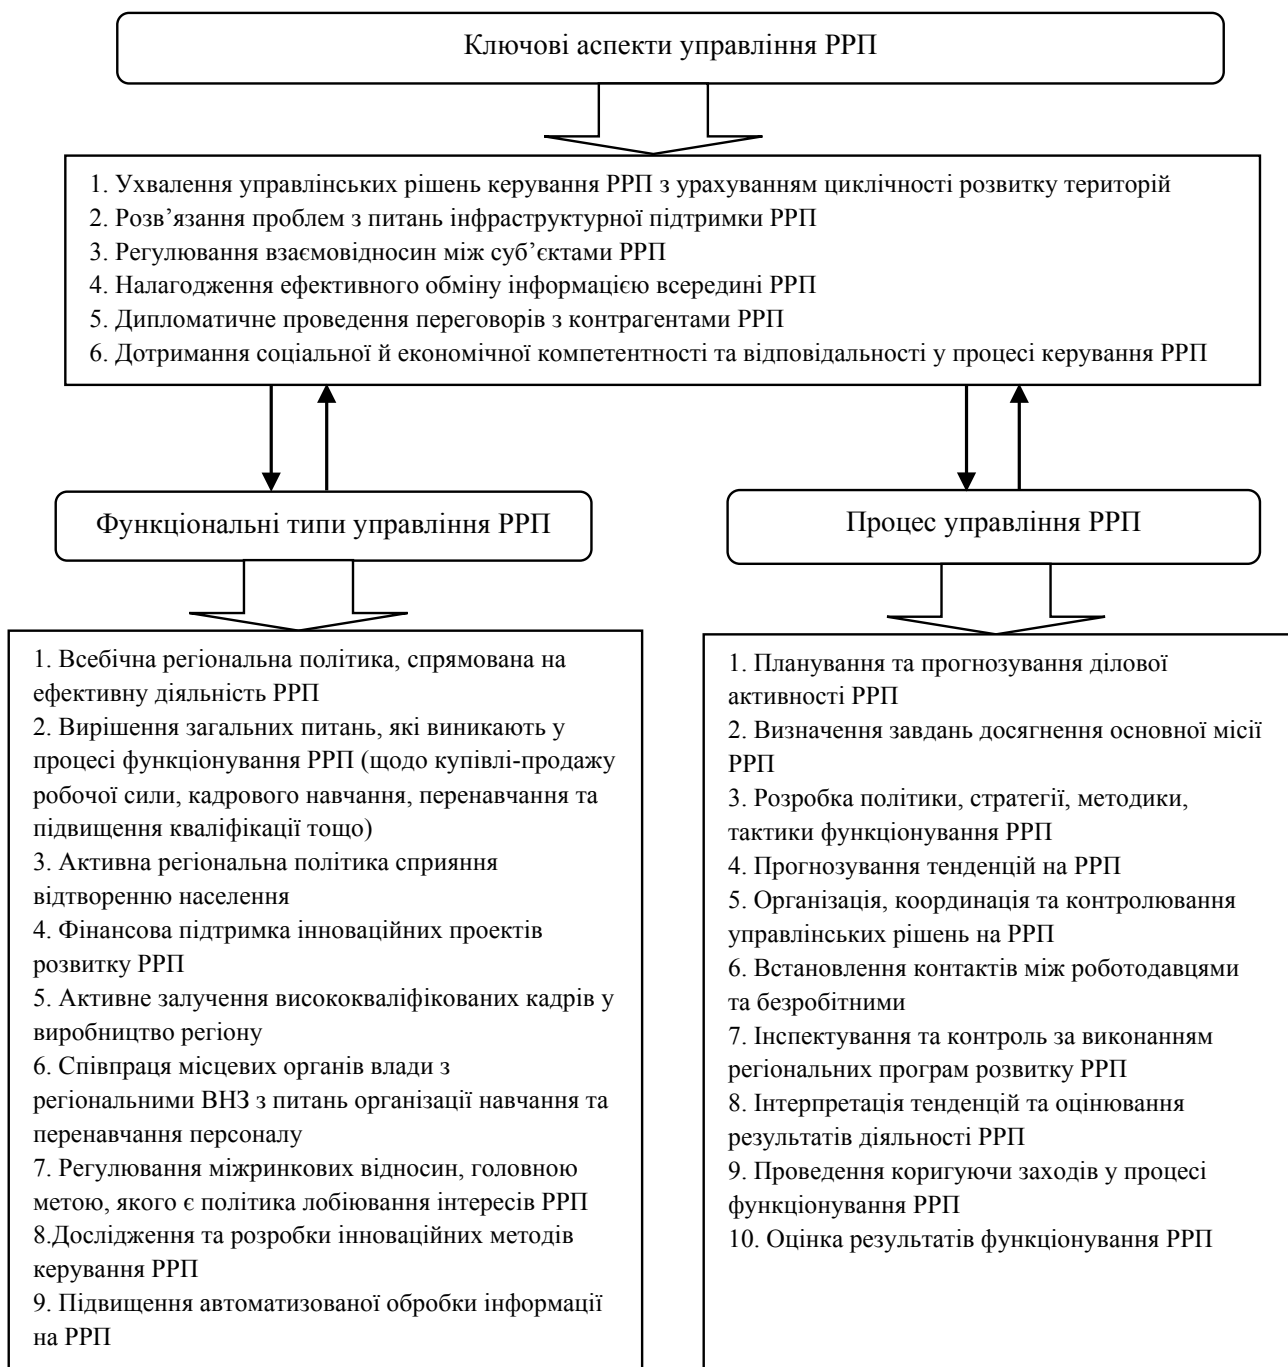 Ключові аспекти управління РРП
1. Ухвалення управлінських рішень керування РРП з урахуванням циклічності розвитку територій
2. Розв’язання проблем з питань інфраструктурної підтримки РРП
3. Регулювання взаємовідносин між суб’єктами РРП
4. Налагодження ефективного обміну інформацією всередині РРП
5. Дипломатичне проведення переговорів з контрагентами РРП
6. Дотримання соціальної й економічної компетентності та відповідальності у процесі керування РРП
Функціональні типи управління РРП
1. Всебічна регіональна політика, спрямована на
ефективну діяльність РРП
2. Вирішення загальних питань, які виникають у
процесі функціонування РРП (щодо купівлі-продажу
робочої сили, кадрового навчання, перенавчання та
підвищення кваліфікації тощо)
3. Активна регіональна політика сприяння
відтворенню населення
4. Фінансова підтримка інноваційних проектів
розвитку РРП
5. Активне залучення висококваліфікованих кадрів у
виробництво регіону
6. Співпраця місцевих органів влади з
регіональними ВНЗ з питань організації навчання та
перенавчання персоналу
7. Регулювання міжринкових відносин, головною
метою, якого є політика лобіювання інтересів РРП
8.Дослідження та розробки інноваційних методів
керування РРП
9. Підвищення автоматизованої обробки інформації
на РРП
Процес управління РРП
1. Планування та прогнозування ділової
активності РРП
2. Визначення завдань досягнення основної місії
РРП
3. Розробка політики, стратегії, методики,
тактики функціонування РРП
4. Прогнозування тенденцій на РРП
5. Організація, координація та контролювання
управлінських рішень на РРП
6. Встановлення контактів між роботодавцями
та безробітними
7. Інспектування та контроль за виконанням
регіональних програм розвитку РРП
8. Інтерпретація тенденцій та оцінювання
результатів діяльності РРП
9. Проведення коригуючи заходів у процесі
функціонування РРП
10. Оцінка результатів функціонування РРП